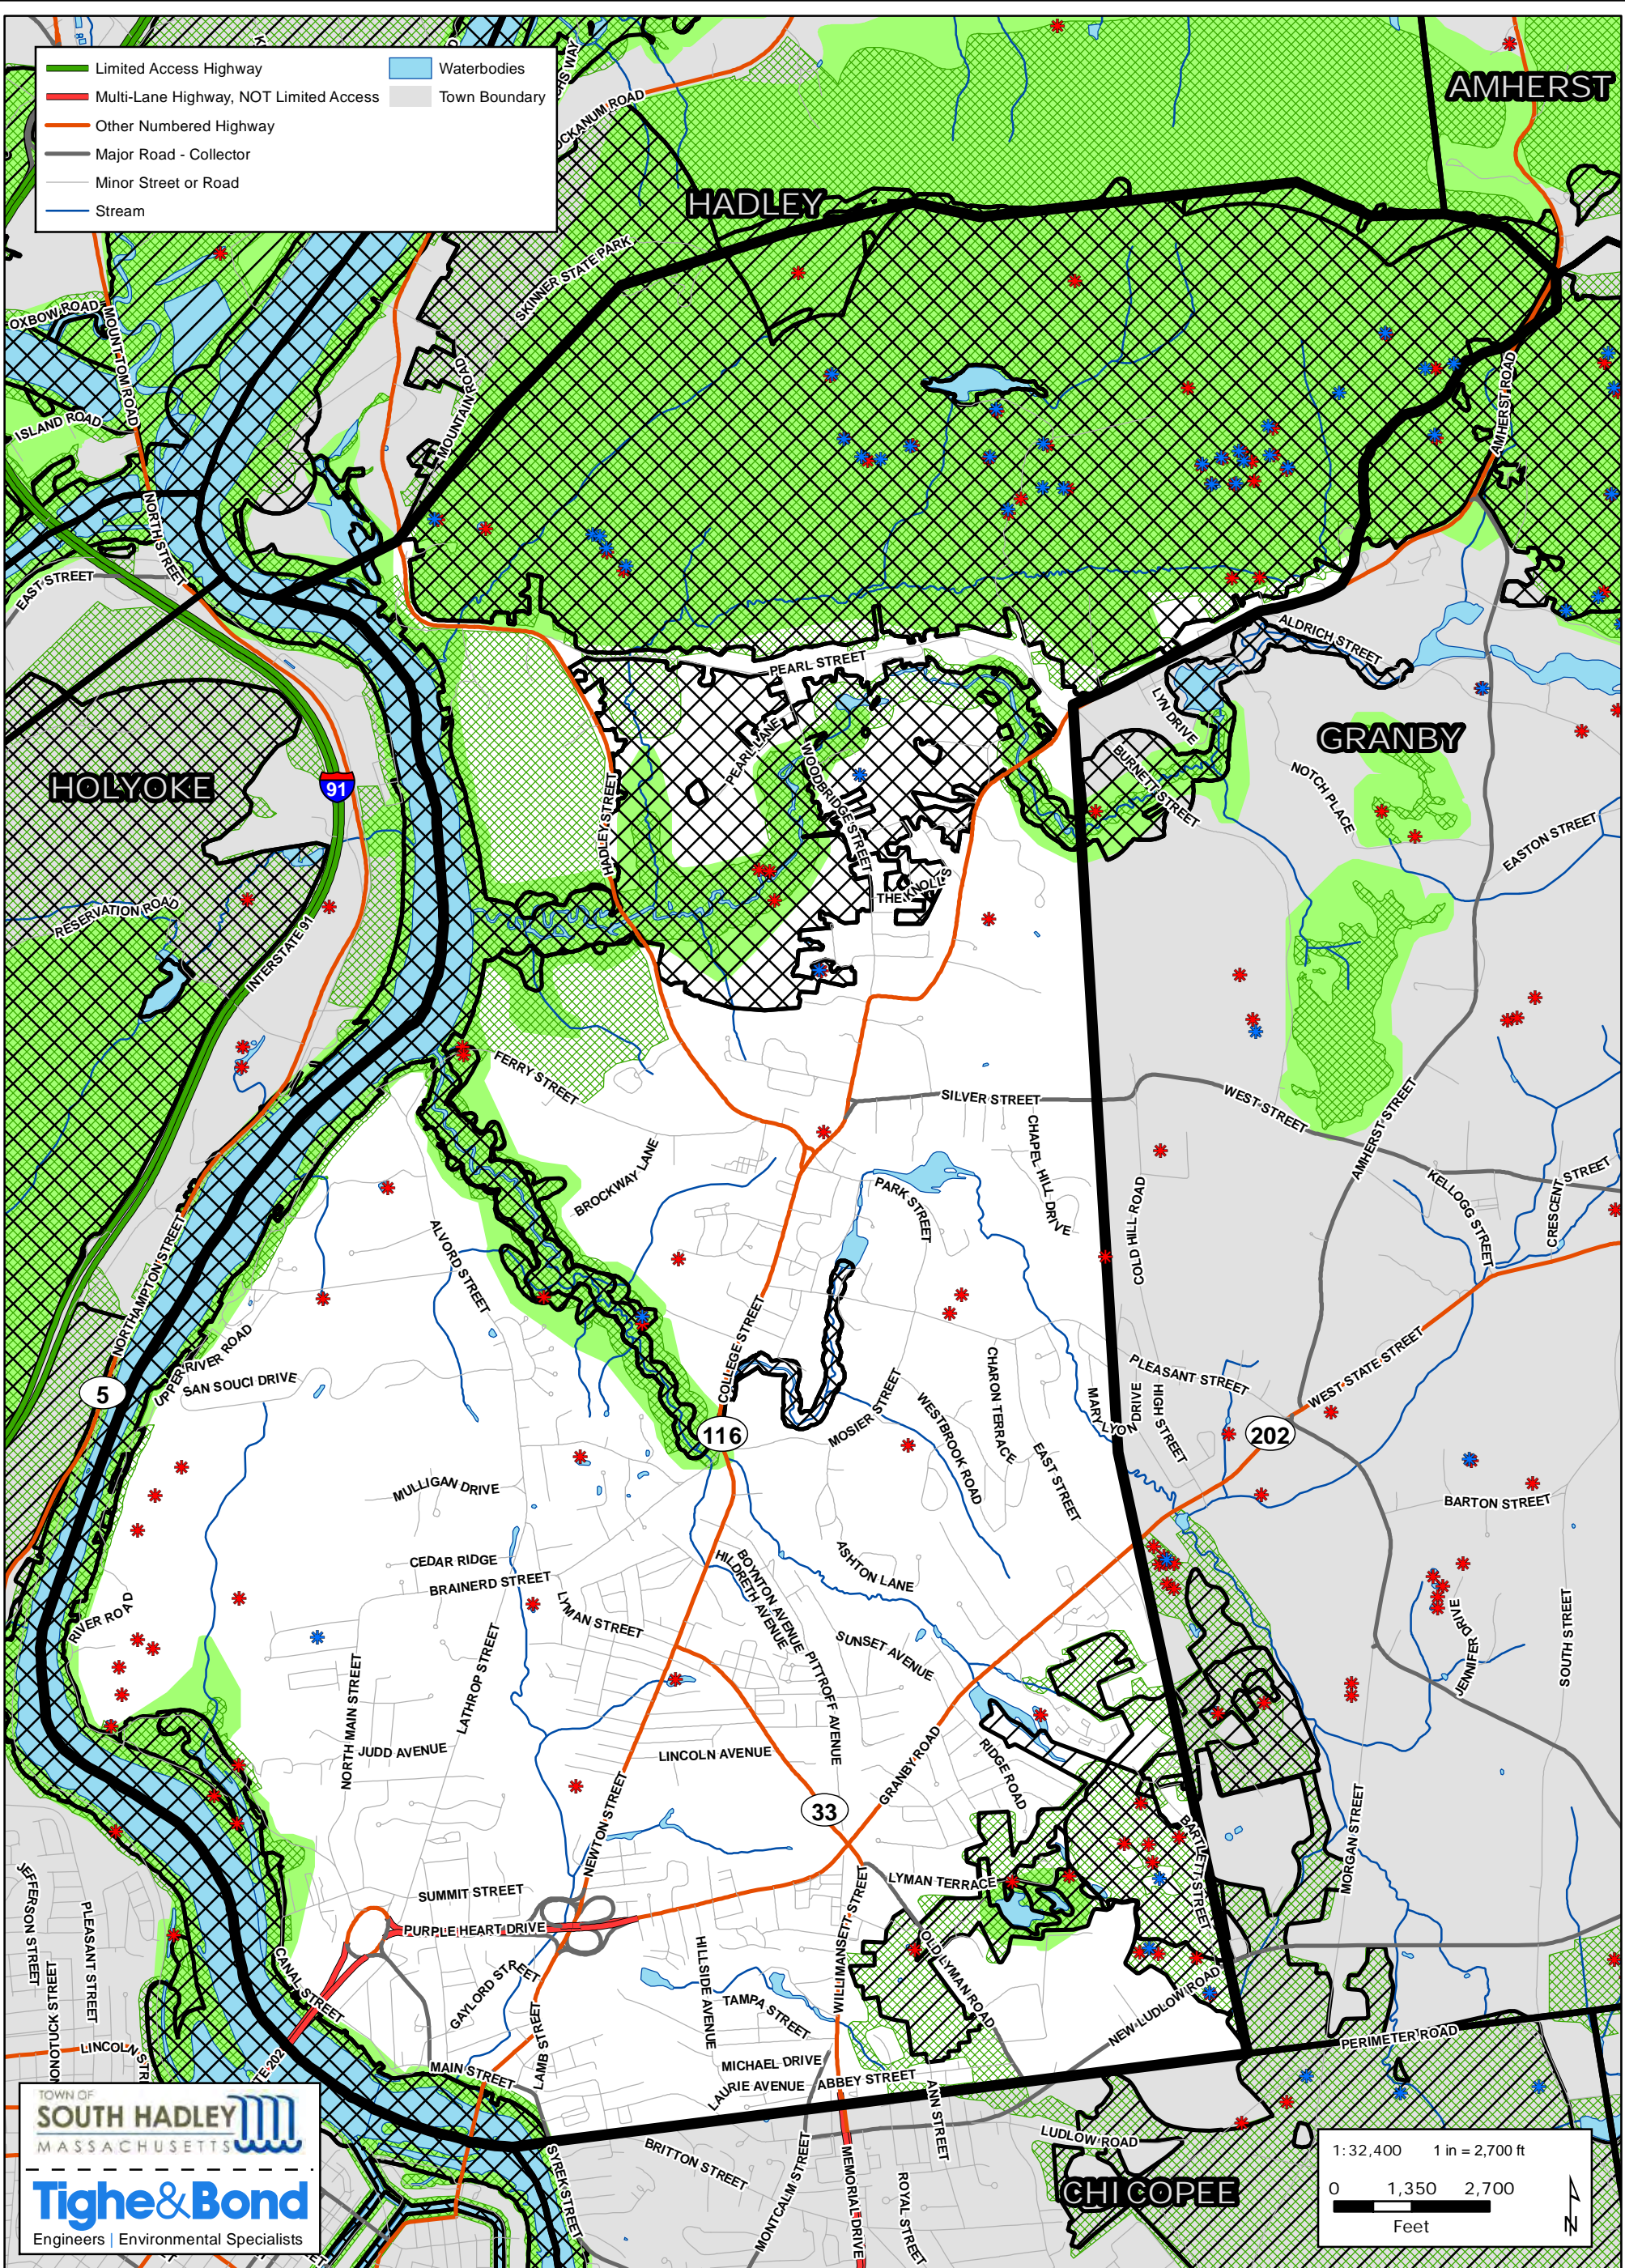 Limited Access Highway
Multi-Lane Highway, NOT Limited Access
Other Numbered Highway
Major Road - Collector
Minor Street or Road
Stream
Waterbodies
Town Boundary
AMHERST
HADLEY
SKINNER STATE PARK
OXBOW ROAD
MOUNT TOM ROAD
ISLAND ROAD
MOUNTAIN ROAD
AMHERST ROAD
NORTH STREET
EAST STREET
ALDRICH STREET
PEARL STREET
LYN DRIVE
GRANBY
PEARL LANE
WOODBRIDGE STREET
BURNETT STREET
NOTCH PLACE
HOLYOKE
91
HADLEY STREET
EASTON STREET
THE KNOLLS
RESERVATION ROAD
INTERSTATE 91
FERRY STREET
SILVER STREET
WEST STREET
CHAPEL HILL DRIVE
AMHERST STREET
BROCKWAY LANE
PARK STREET
COLD HILL ROAD
KELLOGG STREET
CRESCENT STREET
ALVORD STREET
NORTHAMPTON STREET
UPPER RIVER ROAD
SAN SOUCI DRIVE
5
COLLEGE STREET
116
MOSIER STREET
WESTBROOK ROAD
CHARON TERRACE
EAST STREET
MARY LYON DRIVE
HIGH STREET
PLEASANT STREET
WEST STATE STREET
202
MULLIGAN DRIVE
BARTON STREET
CEDAR RIDGE
BRAINERD STREET
LYMAN STREET
HILDRETH AVENUE
BOYNTON AVENUE
ASHTON LANE
RIVER ROAD
SUNSET AVENUE
PITTROFF AVENUE
JENNIFER DRIVE
SOUTH STREET
NORTH MAIN STREET
LATHROP STREET
JUDD AVENUE
LINCOLN AVENUE
GRANBY ROAD
RIDGE ROAD
33
NEWTON STREET
BARTLETT STREET
MORGAN STREET
SUMMIT STREET
LYMAN TERRACE
PURPLE HEART DRIVE
JEFFERSON STREET
PLEASANT STREET
CANAL STREET
GAYLORD STREET
HILLSIDE AVENUE
WILLIMANSETT STREET
OLD LYMAN ROAD
NONOTUCK STREET
TAMPA STREET
NEW LUDLOW ROAD
LAMB STREET
PERIMETER ROAD
MAIN STREET
MICHAEL DRIVE
LAURIE AVENUE
ABBEY STREET
ANN STREET
LUDLOW ROAD
BRITTON STREET
SYREK STREET
MONTCALM STREET
MEMORIAL DRIVE
ROYAL STREET
CHICOPEE
TOWN OF
SOUTH HADLEY
MASSACHUSETTS
Tighe&Bond
Engineers | Environmental Specialists
1:32,400 1 in = 2,700 ft
0 1,350 2,700
Feet
N